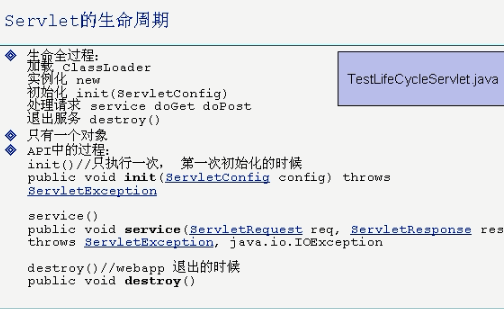 Servlet的生命周期
生命全过程:
加载 ClassLoader
实例化 new
初始化 init(ServletConfig)
处理请求 service doGet doPost
退出服务 destroy()
TestLifeCycleServlet.java
只有一个对象
API中的过程:
init()//只执行一次, 第一次初始化的时候
public void init(ServletConfig config) throws
ServletException
service()
public void service(ServletRequest req, ServletResponse res
throws ServletException, java.io.IOException
destroy()//webapp 退出的时候
public void destroy()